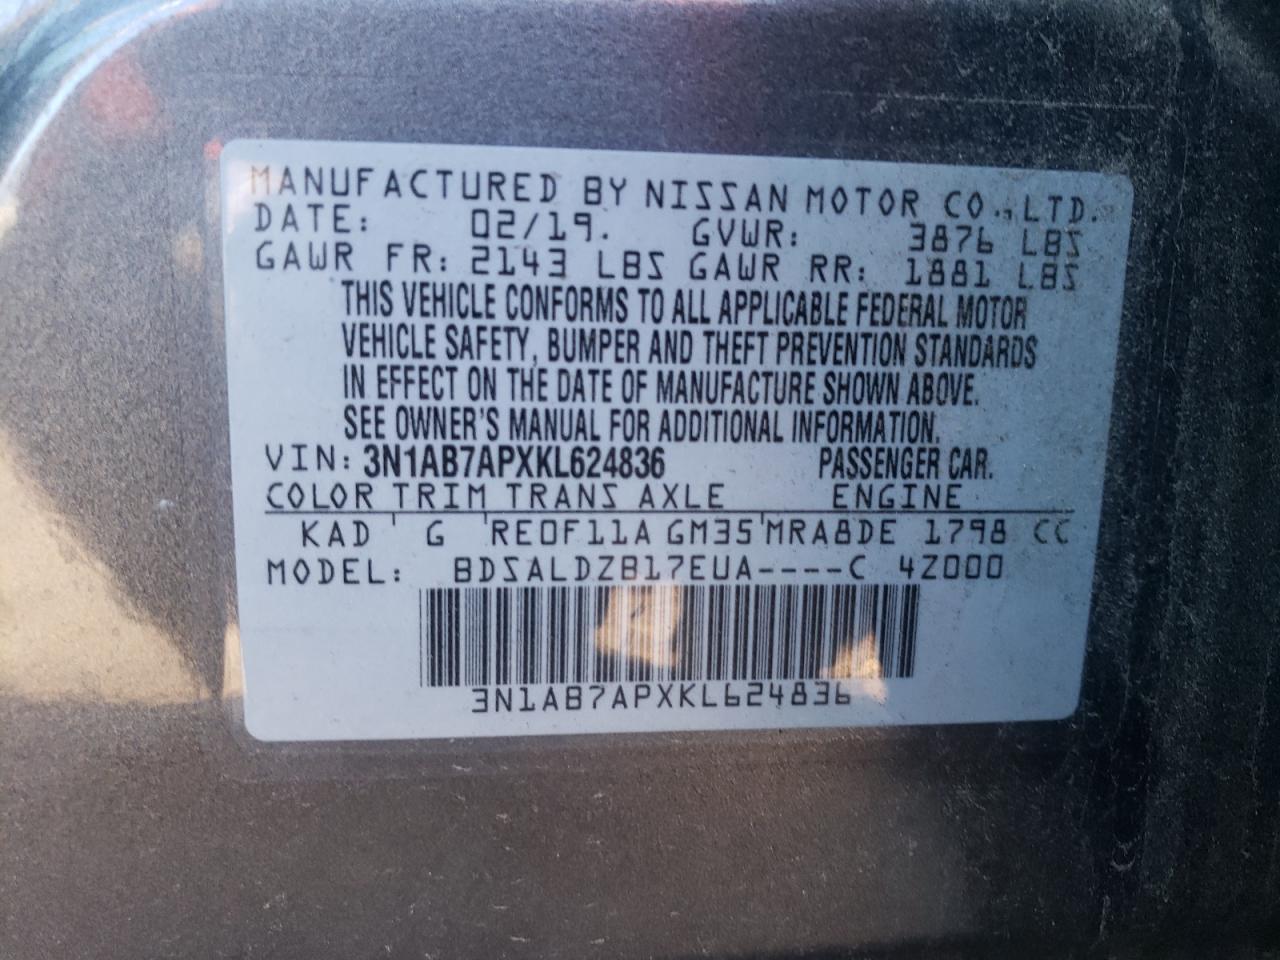 MANUFACTURED BY NISSAN MOTOR CO., LTD.
DATE: 02/19. GVWR: 3876 LBS
GAWR FR: 2143 LBS GAWR RR: 1881 LBS
THIS VEHICLE CONFORMS TO ALL APPLICABLE FEDERAL MOTOR
VEHICLE SAFETY, BUMPER AND THEFT PREVENTION STANDARDS
IN EFFECT ON THE DATE OF MANUFACTURE SHOWN ABOVE.
SEE OWNER'S MANUAL FOR ADDITIONAL INFORMATION.
VIN: 3N1AB7APXKL624836 PASSENGER CAR.
COLOR TRIM TRANS AXLE ENGINE
KAD G RE0F11A GM35 MRA8DE 1798 CC
MODEL: BDSALDZB17EUA----C 4Z000
3N1AB7APXKL624836